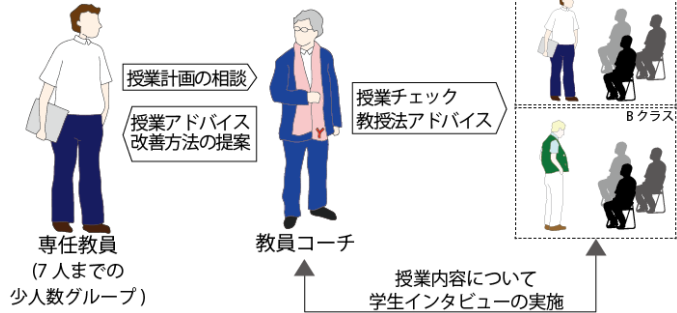 授業計画の相談
授業アドバイス
改善方法の提案
授業チェック
教授法アドバイス
Bクラス
専任教員
(7人までの
少人数グループ)
教員コーチ
授業内容について
学生インタビューの実施